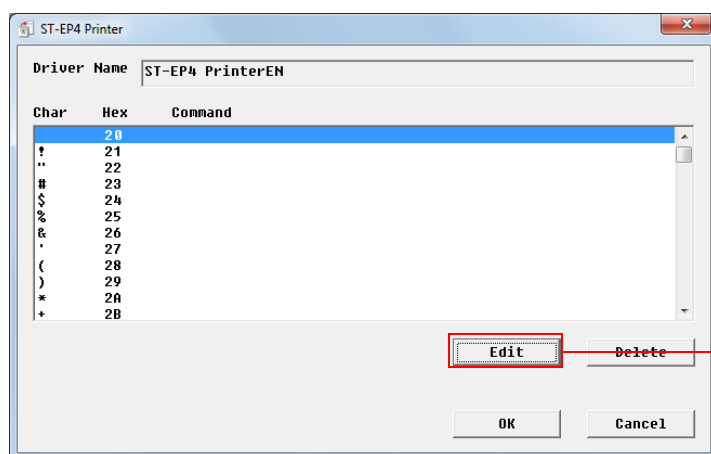 ST-EP4 Printer
Driver Name ST-EP4 PrinterEN
Char Hex Command
20
! 21
" 22
# 23
$ 24
% 25
& 26
' 27
( 28
) 29
* 2A
+ 2B
Edit Delete
OK Cancel